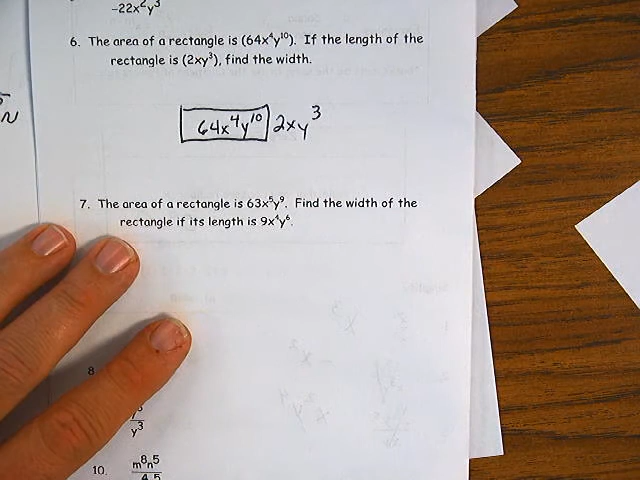 -22x²y³
6. The area of a rectangle is (64x⁴y¹⁰). If the length of the
rectangle is (2xy³), find the width.
64x⁴y¹⁰ 2xy³
7. The area of a rectangle is 63x⁵y⁹. Find the width of the
rectangle if its length is 9x⁴y⁶.
8
y³
10. m⁸n⁵